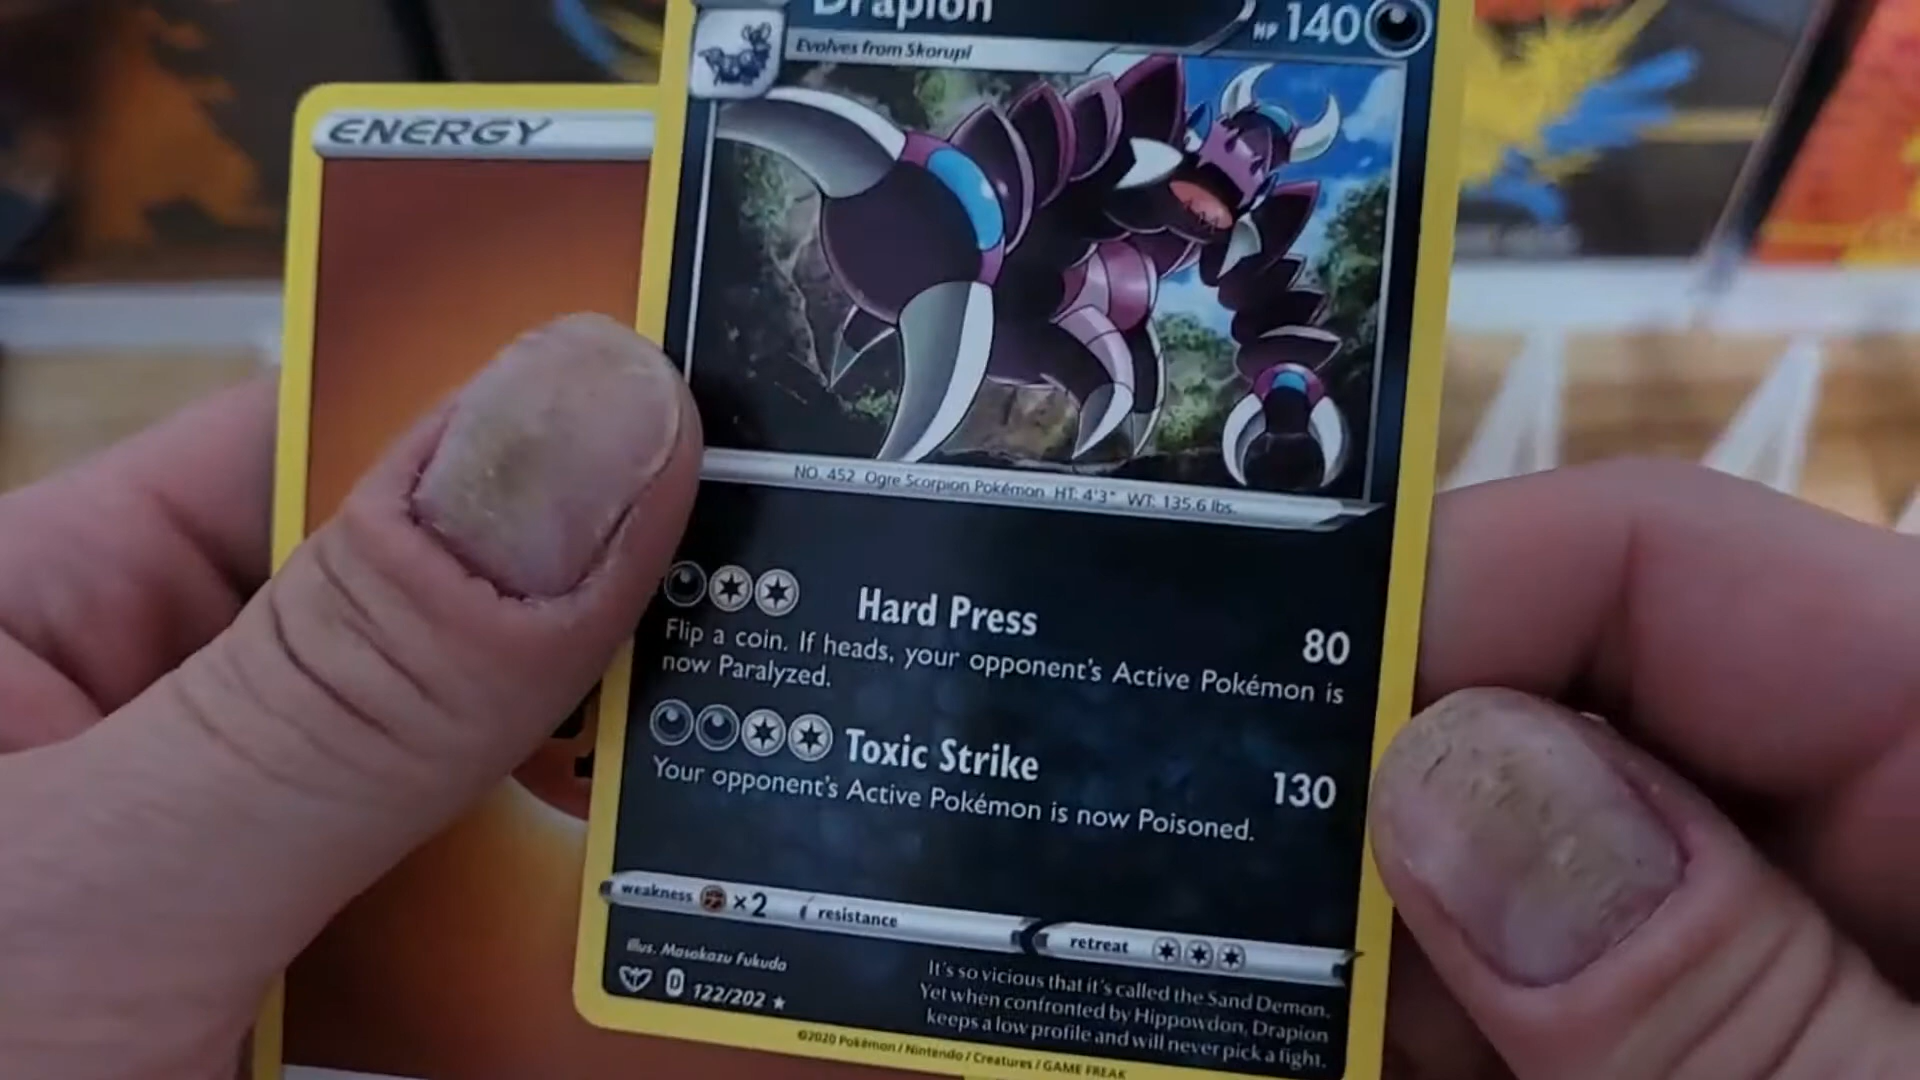 Drapion
HP 140
Evolves from Skorupi
ENERGY
NO. 452 Ogre Scorpion Pokémon HT: 4'3" WT: 135.6 lbs.
Hard Press 80
Flip a coin. If heads, your opponent's Active Pokémon is
now Paralyzed.
Toxic Strike 130
Your opponent's Active Pokémon is now Poisoned.
weakness ×2 resistance retreat
Illus. Masakazu Fukuda
D 122/202 ★
It's so vicious that it's called the Sand Demon.
Yet when confronted by Hippowdon, Drapion
keeps a low profile and will never pick a fight.
©2020 Pokémon / Nintendo / Creatures / GAME FREAK